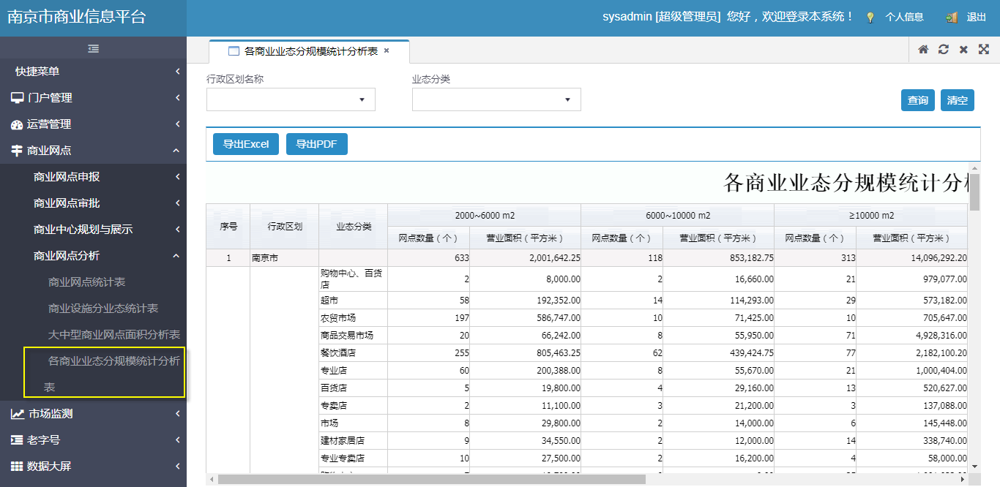 南京市商业信息平台
sysadmin [超级管理员] 您好，欢迎登录本系统！ 个人信息 退出
各商业业态分规模统计分析表
快捷菜单
门户管理
运营管理
商业网点
商业网点申报
商业网点审批
商业中心规划与展示
商业网点分析
商业网点统计表
商业设施分业态统计表
大中型商业网点面积分析表
各商业业态分规模统计分析
表
市场监测
老字号
数据大屏
行政区划名称 业态分类
查询 清空
导出Excel 导出PDF
各商业业态分规模统计分
序号 行政区划 业态分类 2000~6000 m2 6000~10000 m2 ≥10000 m2
网点数量（个） 营业面积（平方米） 网点数量（个） 营业面积（平方米） 网点数量（个） 营业面积（平方米）
1 南京市 633 2,001,642.25 118 853,182.75 313 14,096,292.20
购物中心、百货
店 2 8,000.00 2 16,660.00 21 979,077.00
超市 58 192,352.00 14 114,293.00 29 573,182.00
农贸市场 197 586,747.00 10 71,425.00 10 705,647.00
商品交易市场 20 66,242.00 8 55,950.00 71 4,928,316.00
餐饮酒店 255 805,463.25 62 439,424.75 77 2,182,100.20
专业店 60 200,388.00 8 55,670.00 21 1,000,404.00
百货店 5 19,800.00 4 29,160.00 13 520,627.00
专卖店 2 11,100.00 3 21,200.00 3 137,088.00
市场 8 29,800.00 2 14,000.00 6 145,448.00
建材家居店 9 34,550.00 2 12,000.00 14 338,740.00
专业专卖店 10 27,500.00 2 16,200.00 4 58,000.00